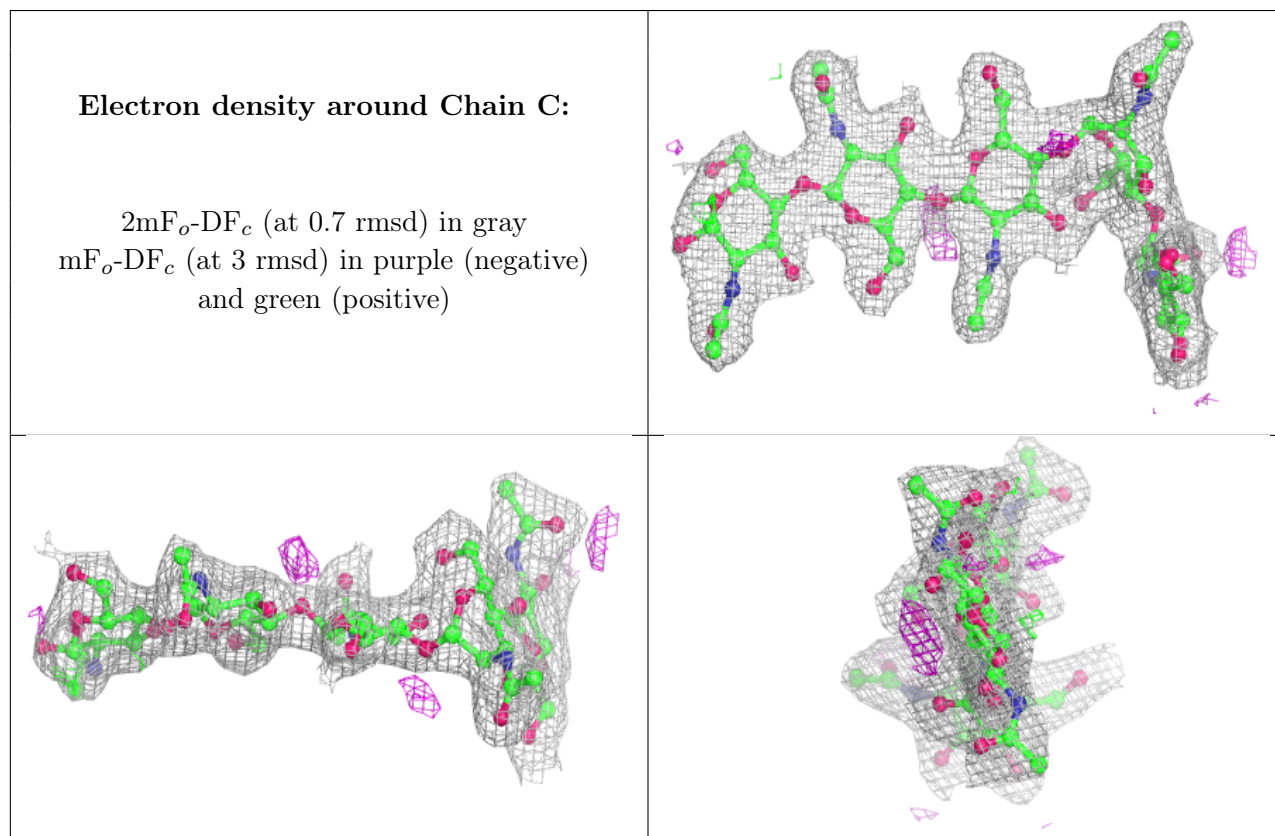 Electron density around Chain C:
2mFo-DFc (at 0.7 rmsd) in gray
mFo-DFc (at 3 rmsd) in purple (negative)
and green (positive)